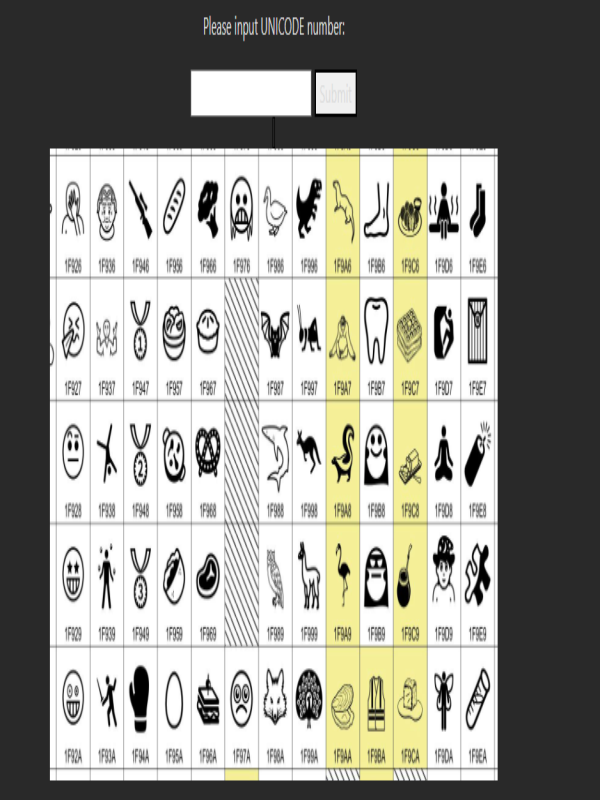 Please input UNICODE number:
Submit
1F926 1F936 1F946 1F956 1F966 1F976 1F986 1F996 1F9A6 1F9B6 1F9C6 1F9D6 1F9E6
1F927 1F937 1F947 1F957 1F967 1F987 1F997 1F9A7 1F9B7 1F9C7 1F9D7 1F9E7
1F928 1F938 1F948 1F958 1F968 1F988 1F998 1F9A8 1F9B8 1F9C8 1F9D8 1F9E8
1F929 1F939 1F949 1F959 1F969 1F989 1F999 1F9A9 1F9B9 1F9C9 1F9D9 1F9E9
1F92A 1F93A 1F94A 1F95A 1F96A 1F97A 1F98A 1F99A 1F9AA 1F9BA 1F9CA 1F9DA 1F9EA